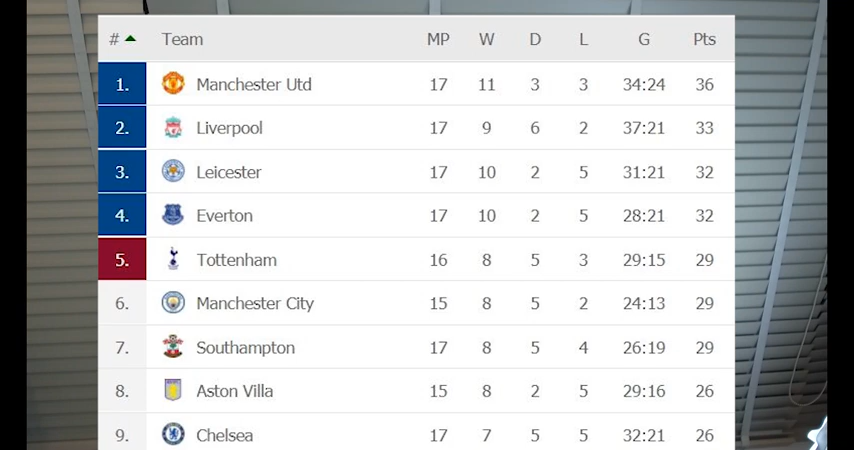 # Team MP W D L G Pts
1. Manchester Utd 17 11 3 3 34:24 36
2. Liverpool 17 9 6 2 37:21 33
3. Leicester 17 10 2 5 31:21 32
4. Everton 17 10 2 5 28:21 32
5. Tottenham 16 8 5 3 29:15 29
6. Manchester City 15 8 5 2 24:13 29
7. Southampton 17 8 5 4 26:19 29
8. Aston Villa 15 8 2 5 29:16 26
9. Chelsea 17 7 5 5 32:21 26